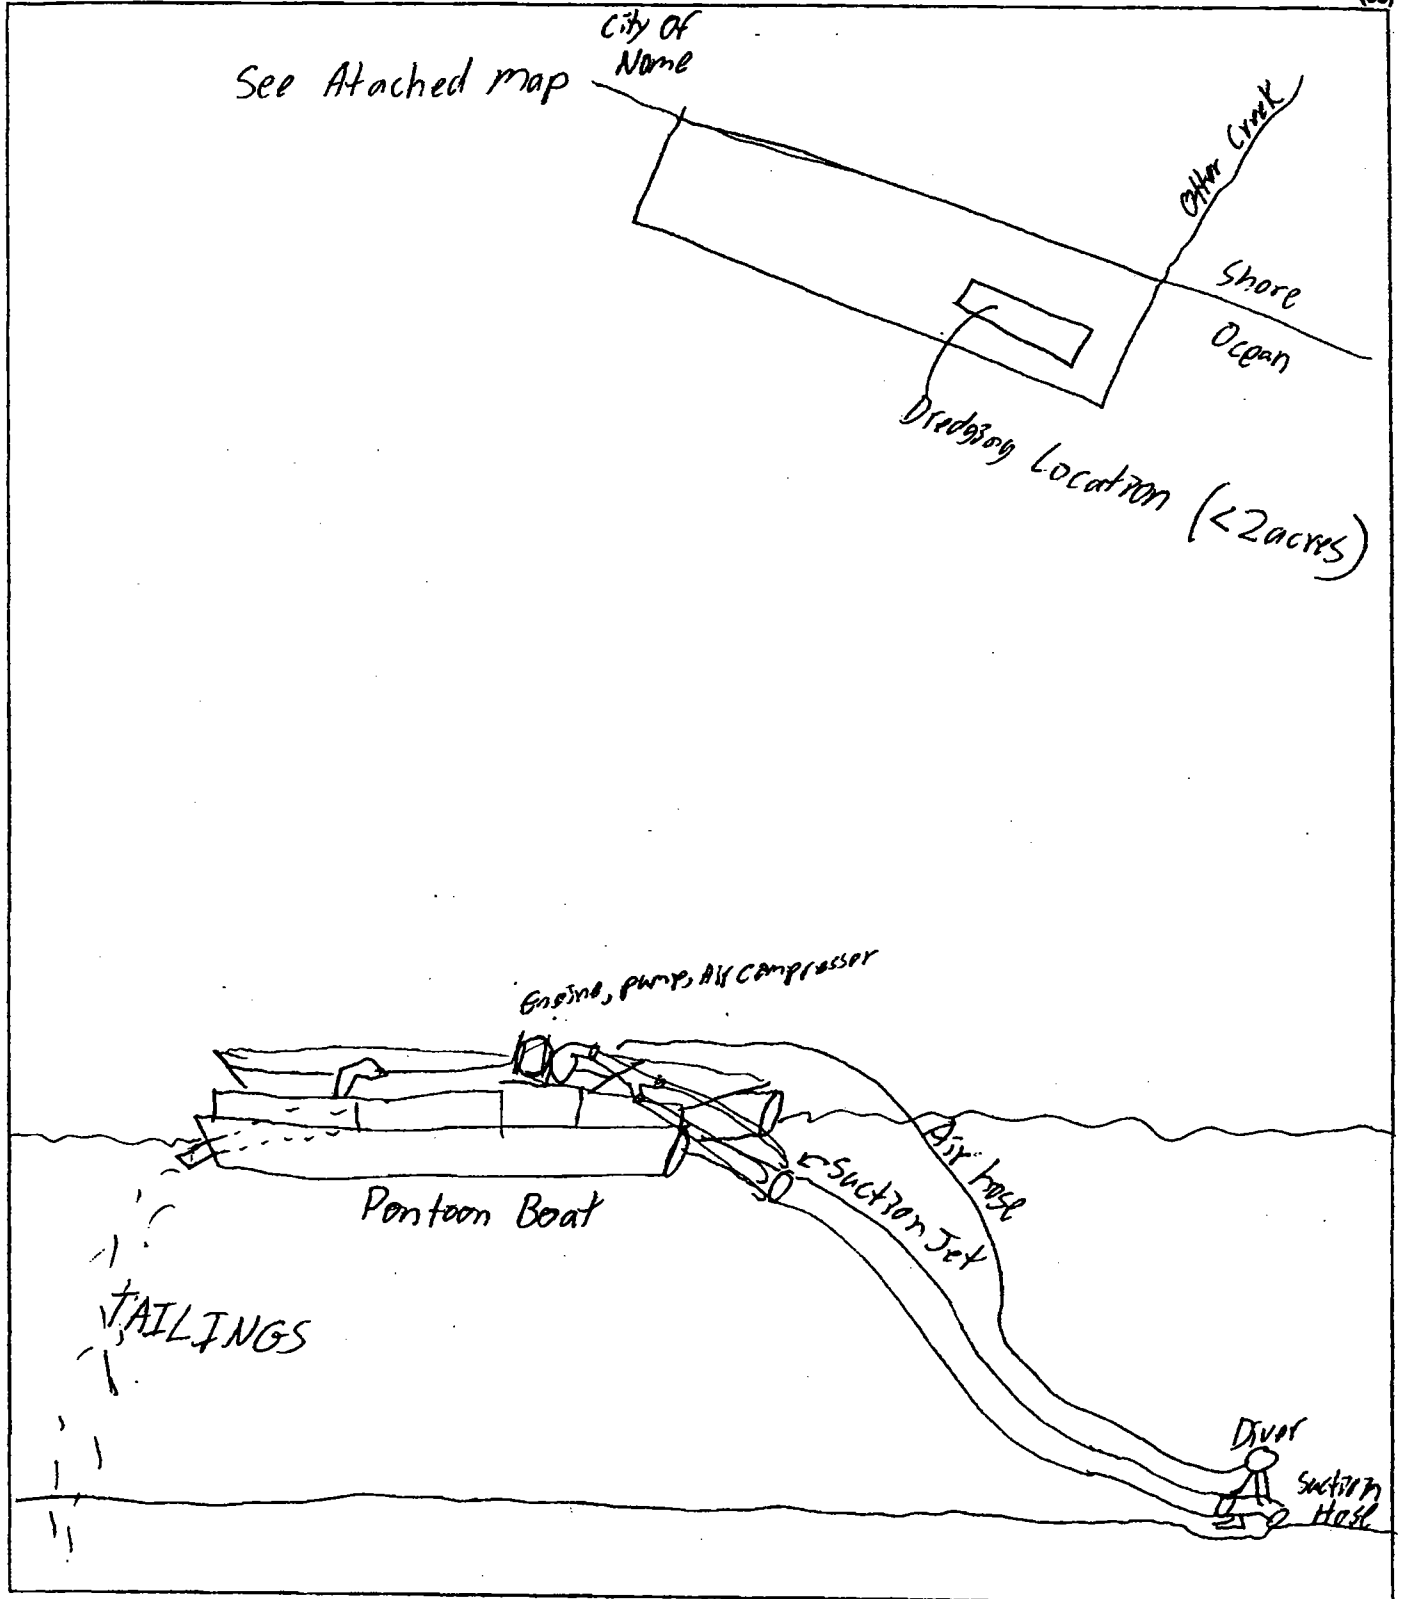 City Of
Nome
See Atached map
Otter Creek
Shore
Ocean
Dredging Location (<2acres)
Engine, pump, Air compressor
Air hose
Suction Jet
Pontoon Boat
TAILINGS
Diver
Suction
Hose